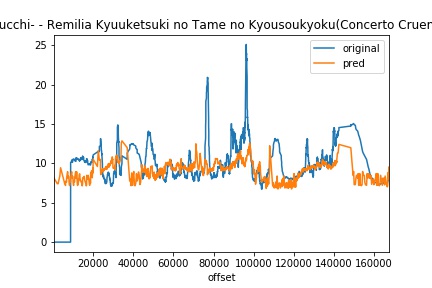 ucchi- - Remilia Kyuuketsuki no Tame no Kyousoukyoku(Concerto Cruen
original
pred
25
20
15
10
5
0
20000 40000 60000 80000 100000 120000 140000 160000
offset